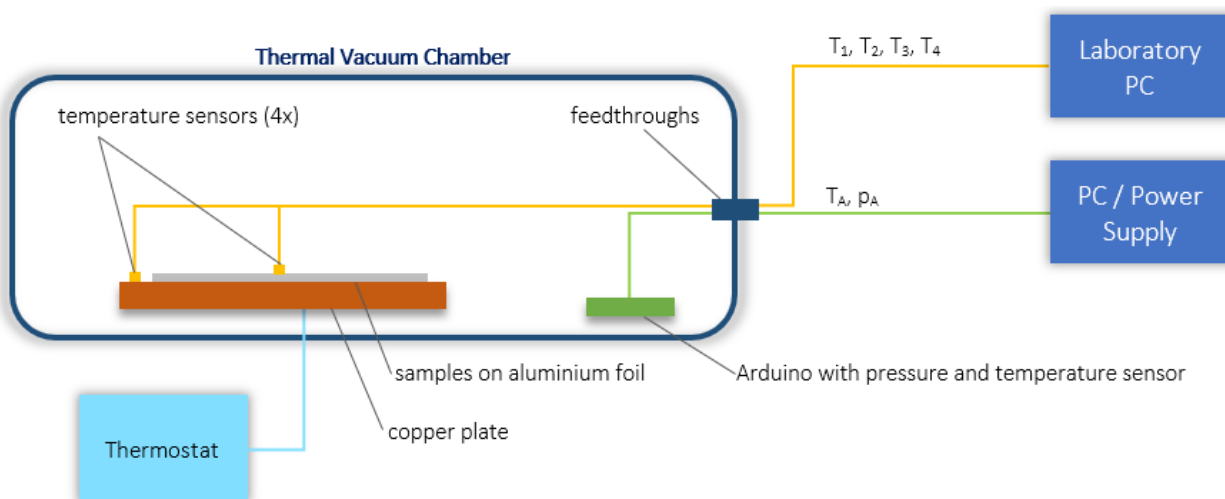 Thermal Vacuum Chamber
T1, T2, T3, T4
Laboratory
PC
temperature sensors (4x)
feedthroughs
TA, pA
PC / Power
Supply
samples on aluminium foil
Arduino with pressure and temperature sensor
copper plate
Thermostat